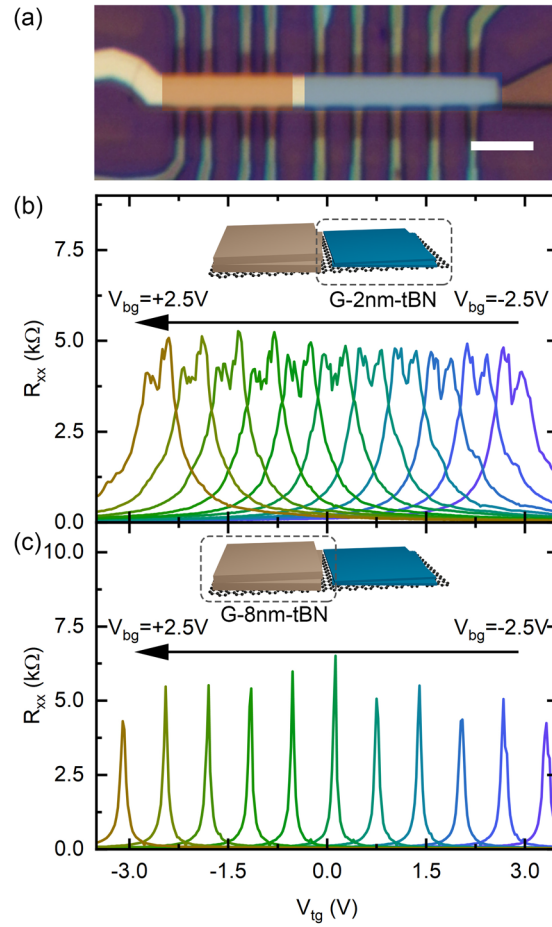 (a)
(b)
V_bg=+2.5V
G-2nm-tBN
V_bg=-2.5V
R_xx (kΩ)
7.5
5.0
2.5
0.0
(c)
10.0
G-8nm-tBN
V_bg=+2.5V
V_bg=-2.5V
R_xx (kΩ)
7.5
5.0
2.5
0.0
-3.0 -1.5 0.0 1.5 3.0
V_tg (V)